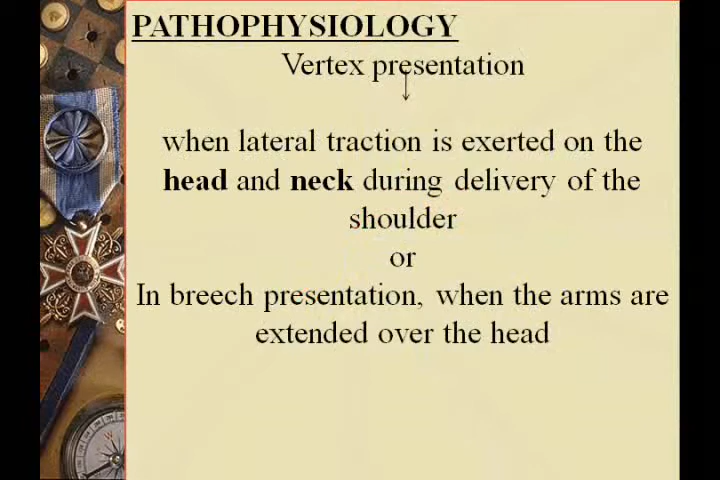 PATHOPHYSIOLOGY
Vertex presentation
when lateral traction is exerted on the
head and neck during delivery of the
shoulder
or
In breech presentation, when the arms are
extended over the head